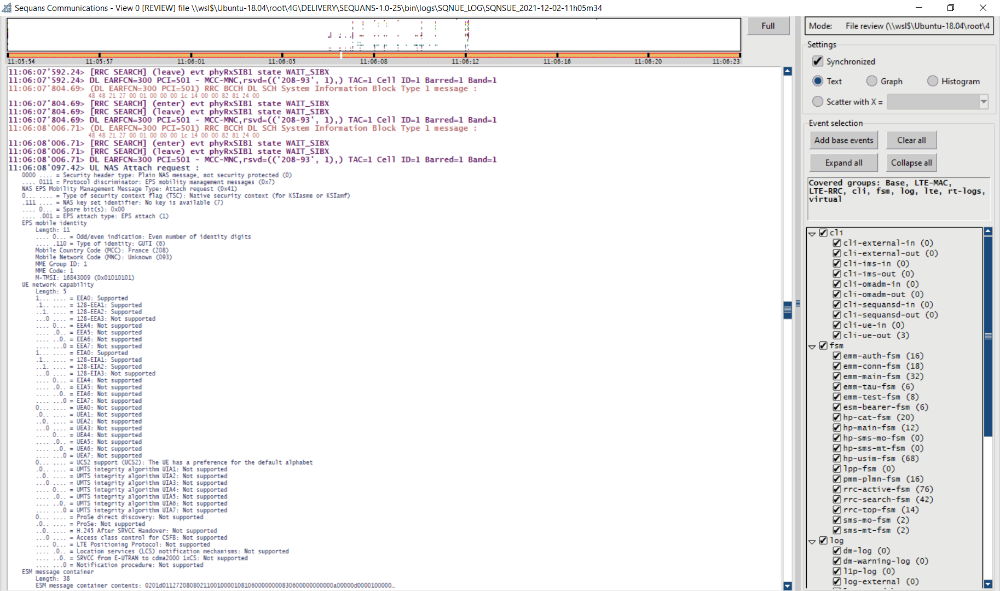 Sequans Communications - View 0 [REVIEW] file \\wsl$\Ubuntu-18.04\root\4G\DELIVERY\SEQUANS-1.0-25\bin\logs\SQNUE_LOG\SQNSUE_2021-12-02-11h05m34
11:05:54 11:05:57 11:06:01 11:06:05 11:06:08 11:06:12 11:06:16 11:06:20 11:06:23
Full
11:06:07'592.24> [RRC SEARCH] (leave) evt phyRxSIB1 state WAIT_SIBX
11:06:07'592.24> DL EARFCN=300 PCI=501 - MCC-MNC,rsvd=(('208-93', 1),) TAC=1 Cell ID=1 Barred=1 Band=1
11:06:07'804.69> (DL EARFCN=300 PCI=501) RRC BCCH DL SCH System Information Block Type 1 message :
48 48 21 27 00 01 00 00 00 1c 14 00 00 82 81 24 00
11:06:07'804.69> [RRC SEARCH] (enter) evt phyRxSIB1 state WAIT_SIBX
11:06:07'804.69> [RRC SEARCH] (leave) evt phyRxSIB1 state WAIT_SIBX
11:06:07'804.69> DL EARFCN=300 PCI=501 - MCC-MNC,rsvd=(('208-93', 1),) TAC=1 Cell ID=1 Barred=1 Band=1
11:06:08'006.71> (DL EARFCN=300 PCI=501) RRC BCCH DL SCH System Information Block Type 1 message :
48 48 21 27 00 01 00 00 00 1c 14 00 00 82 81 24 00
11:06:08'006.71> [RRC SEARCH] (enter) evt phyRxSIB1 state WAIT_SIBX
11:06:08'006.71> [RRC SEARCH] (leave) evt phyRxSIB1 state WAIT_SIBX
11:06:08'006.71> DL EARFCN=300 PCI=501 - MCC-MNC,rsvd=(('208-93', 1),) TAC=1 Cell ID=1 Barred=1 Band=1
11:06:08'097.42> UL NAS Attach request :
0000 .... = Security header type: Plain NAS message, not security protected (0)
.... 0111 = Protocol discriminator: EPS mobility management messages (0x7)
NAS EPS Mobility Management Message Type: Attach request (0x41)
0... .... = Type of security context flag (TSC): Native security context (for KSIasme or KSIamf)
.111 .... = NAS key set identifier: No key is available (7)
.... 0... = Spare bit(s): 0x00
.... .001 = EPS attach type: EPS attach (1)
EPS mobile identity
Length: 11
.... 0... = Odd/even indication: Even number of identity digits
.... .110 = Type of identity: GUTI (6)
Mobile Country Code (MCC): France (208)
Mobile Network Code (MNC): Unknown (093)
MME Group ID: 1
MME Code: 1
M-TMSI: 16843009 (0x01010101)
UE network capability
Length: 5
1... .... = EEA0: Supported
.1.. .... = 128-EEA1: Supported
..1. .... = 128-EEA2: Supported
...0 .... = 128-EEA3: Not supported
.... 0... = EEA4: Not supported
.... .0.. = EEA5: Not supported
.... ..0. = EEA6: Not supported
.... ...0 = EEA7: Not supported
1... .... = EIA0: Supported
.1.. .... = 128-EIA1: Supported
..1. .... = 128-EIA2: Supported
...0 .... = 128-EIA3: Not supported
.... 0... = EIA4: Not supported
.... .0.. = EIA5: Not supported
.... ..0. = EIA6: Not supported
.... ...0 = EIA7: Not supported
0... .... = UEA0: Not supported
.0.. .... = UEA1: Not supported
..0. .... = UEA2: Not supported
...0 .... = UEA3: Not supported
.... 0... = UEA4: Not supported
.... .0.. = UEA5: Not supported
.... ..0. = UEA6: Not supported
.... ...0 = UEA7: Not supported
0... .... = UCS2 support (UCS2): The UE has a preference for the default alphabet
.0.. .... = UMTS integrity algorithm UIA1: Not supported
..0. .... = UMTS integrity algorithm UIA2: Not supported
...0 .... = UMTS integrity algorithm UIA3: Not supported
.... 0... = UMTS integrity algorithm UIA4: Not supported
.... .0.. = UMTS integrity algorithm UIA5: Not supported
.... ..0. = UMTS integrity algorithm UIA6: Not supported
.... ...0 = UMTS integrity algorithm UIA7: Not supported
0... .... = ProSe direct discovery: Not supported
.0.. .... = ProSe: Not supported
..0. .... = H.245 After SRVCC Handover: Not supported
...0 .... = Access class control for CSFB: Not supported
.... 0... = LTE Positioning Protocol: Not supported
.... .0.. = Location services (LCS) notification mechanisms: Not supported
.... ..0. = SRVCC from E-UTRAN to cdma2000 1xCS: Not supported
.... ...0 = Notification procedure: Not supported
ESM message container
Length: 38
Mode: File review (\\wsl$\Ubuntu-18.04\root\4
Settings
Synchronized
Text Graph Histogram
Scatter with X =
Event selection
Add base events Clear all
Expand all Collapse all
Covered groups: Base, LTE-MAC,
LTE-RRC, cli, fsm, log, lte, rt-logs,
virtual
cli
cli-external-in (0)
cli-external-out (0)
cli-ims-in (0)
cli-ims-out (0)
cli-omadm-in (0)
cli-omadm-out (0)
cli-sequansd-in (0)
cli-sequansd-out (0)
cli-ue-in (0)
cli-ue-out (3)
fsm
emm-auth-fsm (16)
emm-conn-fsm (18)
emm-main-fsm (32)
emm-tau-fsm (6)
emm-test-fsm (8)
esm-bearer-fsm (6)
hp-cat-fsm (20)
hp-main-fsm (12)
hp-sms-mo-fsm (0)
hp-sms-mt-fsm (0)
hp-usim-fsm (68)
lpp-fsm (0)
pmm-plmn-fsm (16)
rrc-active-fsm (76)
rrc-search-fsm (42)
rrc-top-fsm (14)
sms-mo-fsm (2)
sms-mt-fsm (2)
log
dm-log (0)
dm-warning-log (0)
l1p-log (0)
log-external (0)